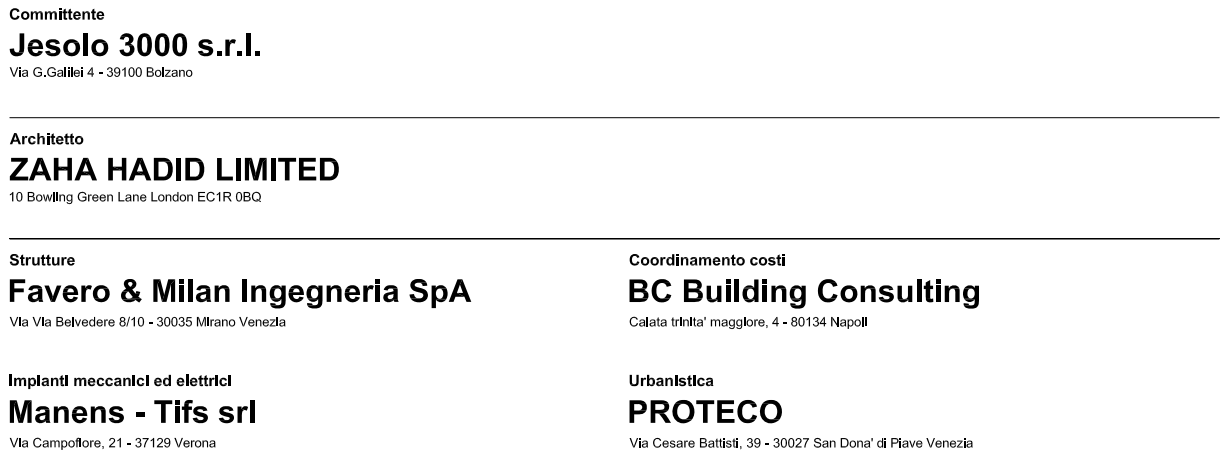 Committente
Jesolo 3000 s.r.l.
Via G.Galilei 4 - 39100 Bolzano
Architetto
ZAHA HADID LIMITED
10 Bowling Green Lane London EC1R 0BQ
Strutture
Favero & Milan Ingegneria SpA
Via Via Belvedere 8/10 - 30035 Mirano Venezia
Coordinamento costi
BC Building Consulting
Calata trinita' maggiore, 4 - 80134 Napoli
Impianti meccanici ed elettrici
Manens - Tifs srl
Via Campofiore, 21 - 37129 Verona
Urbanistica
PROTECO
Via Cesare Battisti, 39 - 30027 San Dona' di Piave Venezia